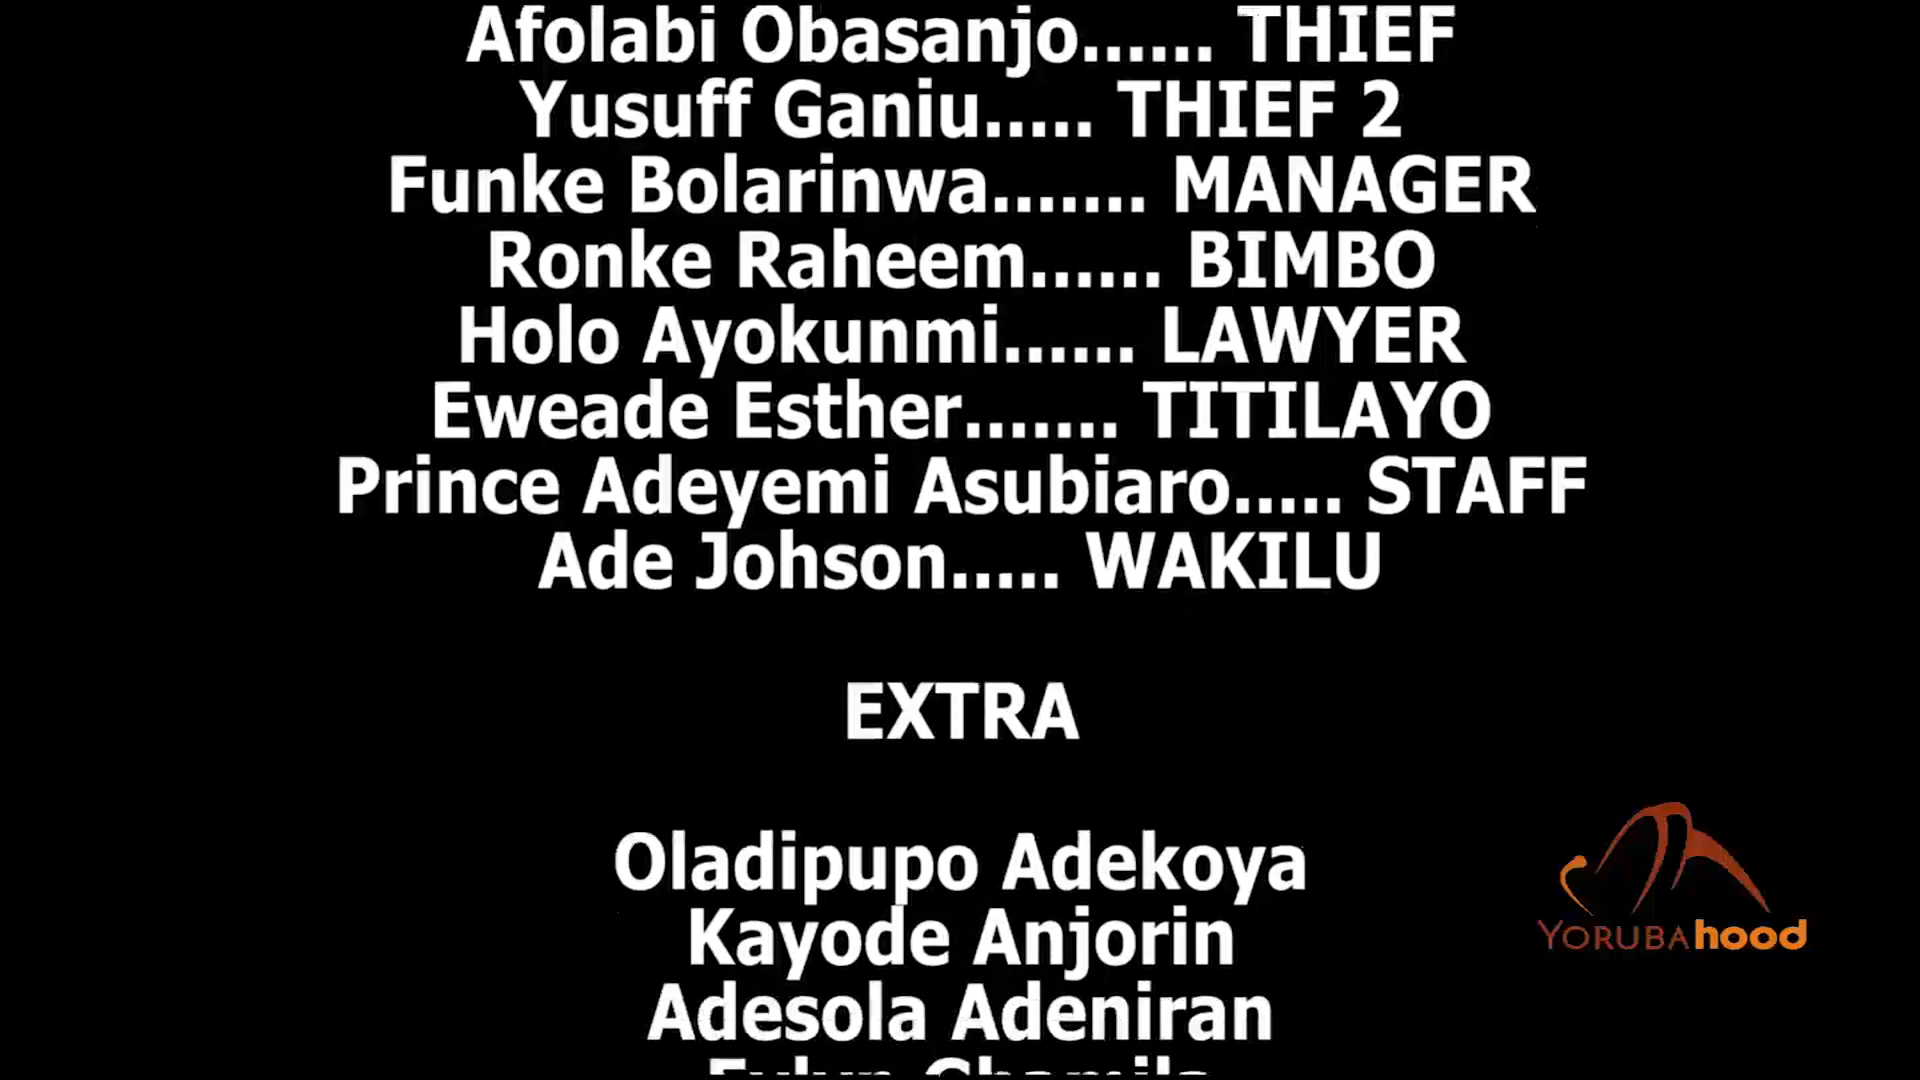 Afolabi Obasanjo...... THIEF
Yusuff Ganiu..... THIEF 2
Funke Bolarinwa....... MANAGER
Ronke Raheem...... BIMBO
Holo Ayokunmi...... LAWYER
Eweade Esther....... TITILAYO
Prince Adeyemi Asubiaro..... STAFF
Ade Johson..... WAKILU
EXTRA
Oladipupo Adekoya
Kayode Anjorin
Adesola Adeniran
YORUBAhood